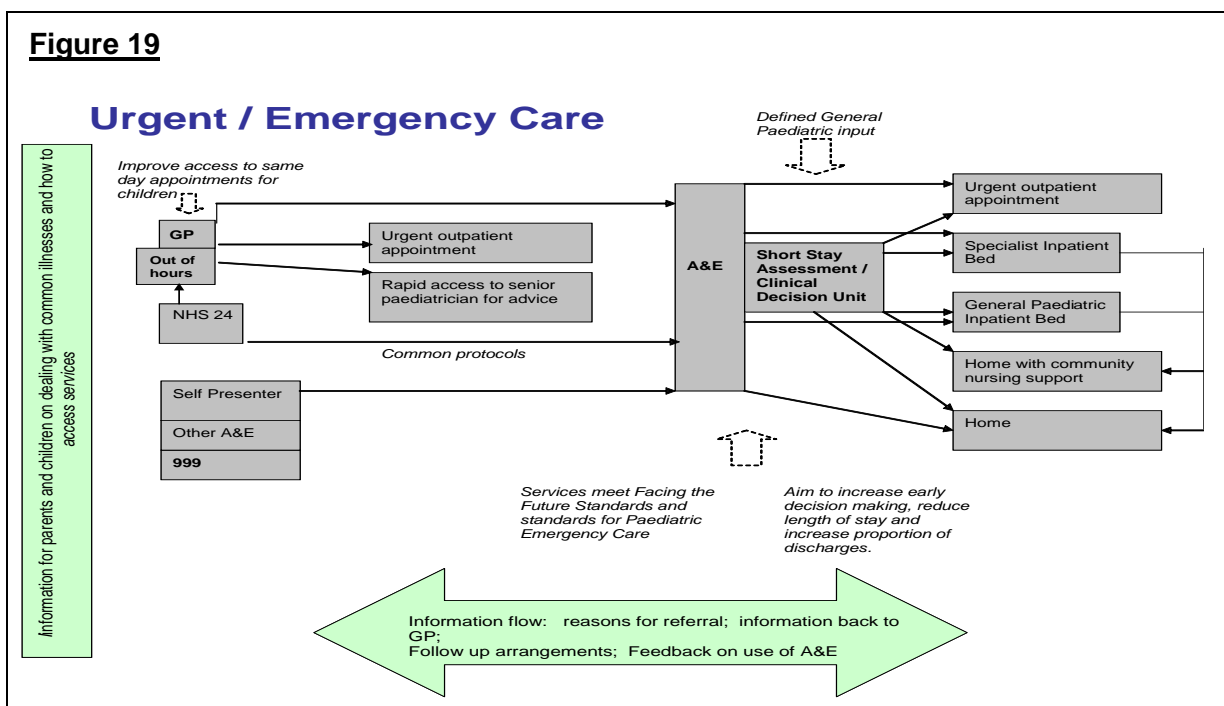 Figure 19
Urgent / Emergency Care
Information for parents and children on dealing with common illnesses and how to
access services
Improve access to same
day appointments for
children
GP
Out of
hours
NHS 24
Urgent outpatient
appointment
Rapid access to senior
paediatrician for advice
Common protocols
Self Presenter
Other A&E
999
A&E
Defined General
Paediatric input
Short Stay
Assessment /
Clinical
Decision Unit
Urgent outpatient
appointment
Specialist Inpatient
Bed
General Paediatric
Inpatient Bed
Home with community
nursing support
Home
Services meet Facing the
Future Standards and
standards for Paediatric
Emergency Care
Aim to increase early
decision making, reduce
length of stay and
increase proportion of
discharges.
Information flow: reasons for referral; information back to
GP;
Follow up arrangements; Feedback on use of A&E